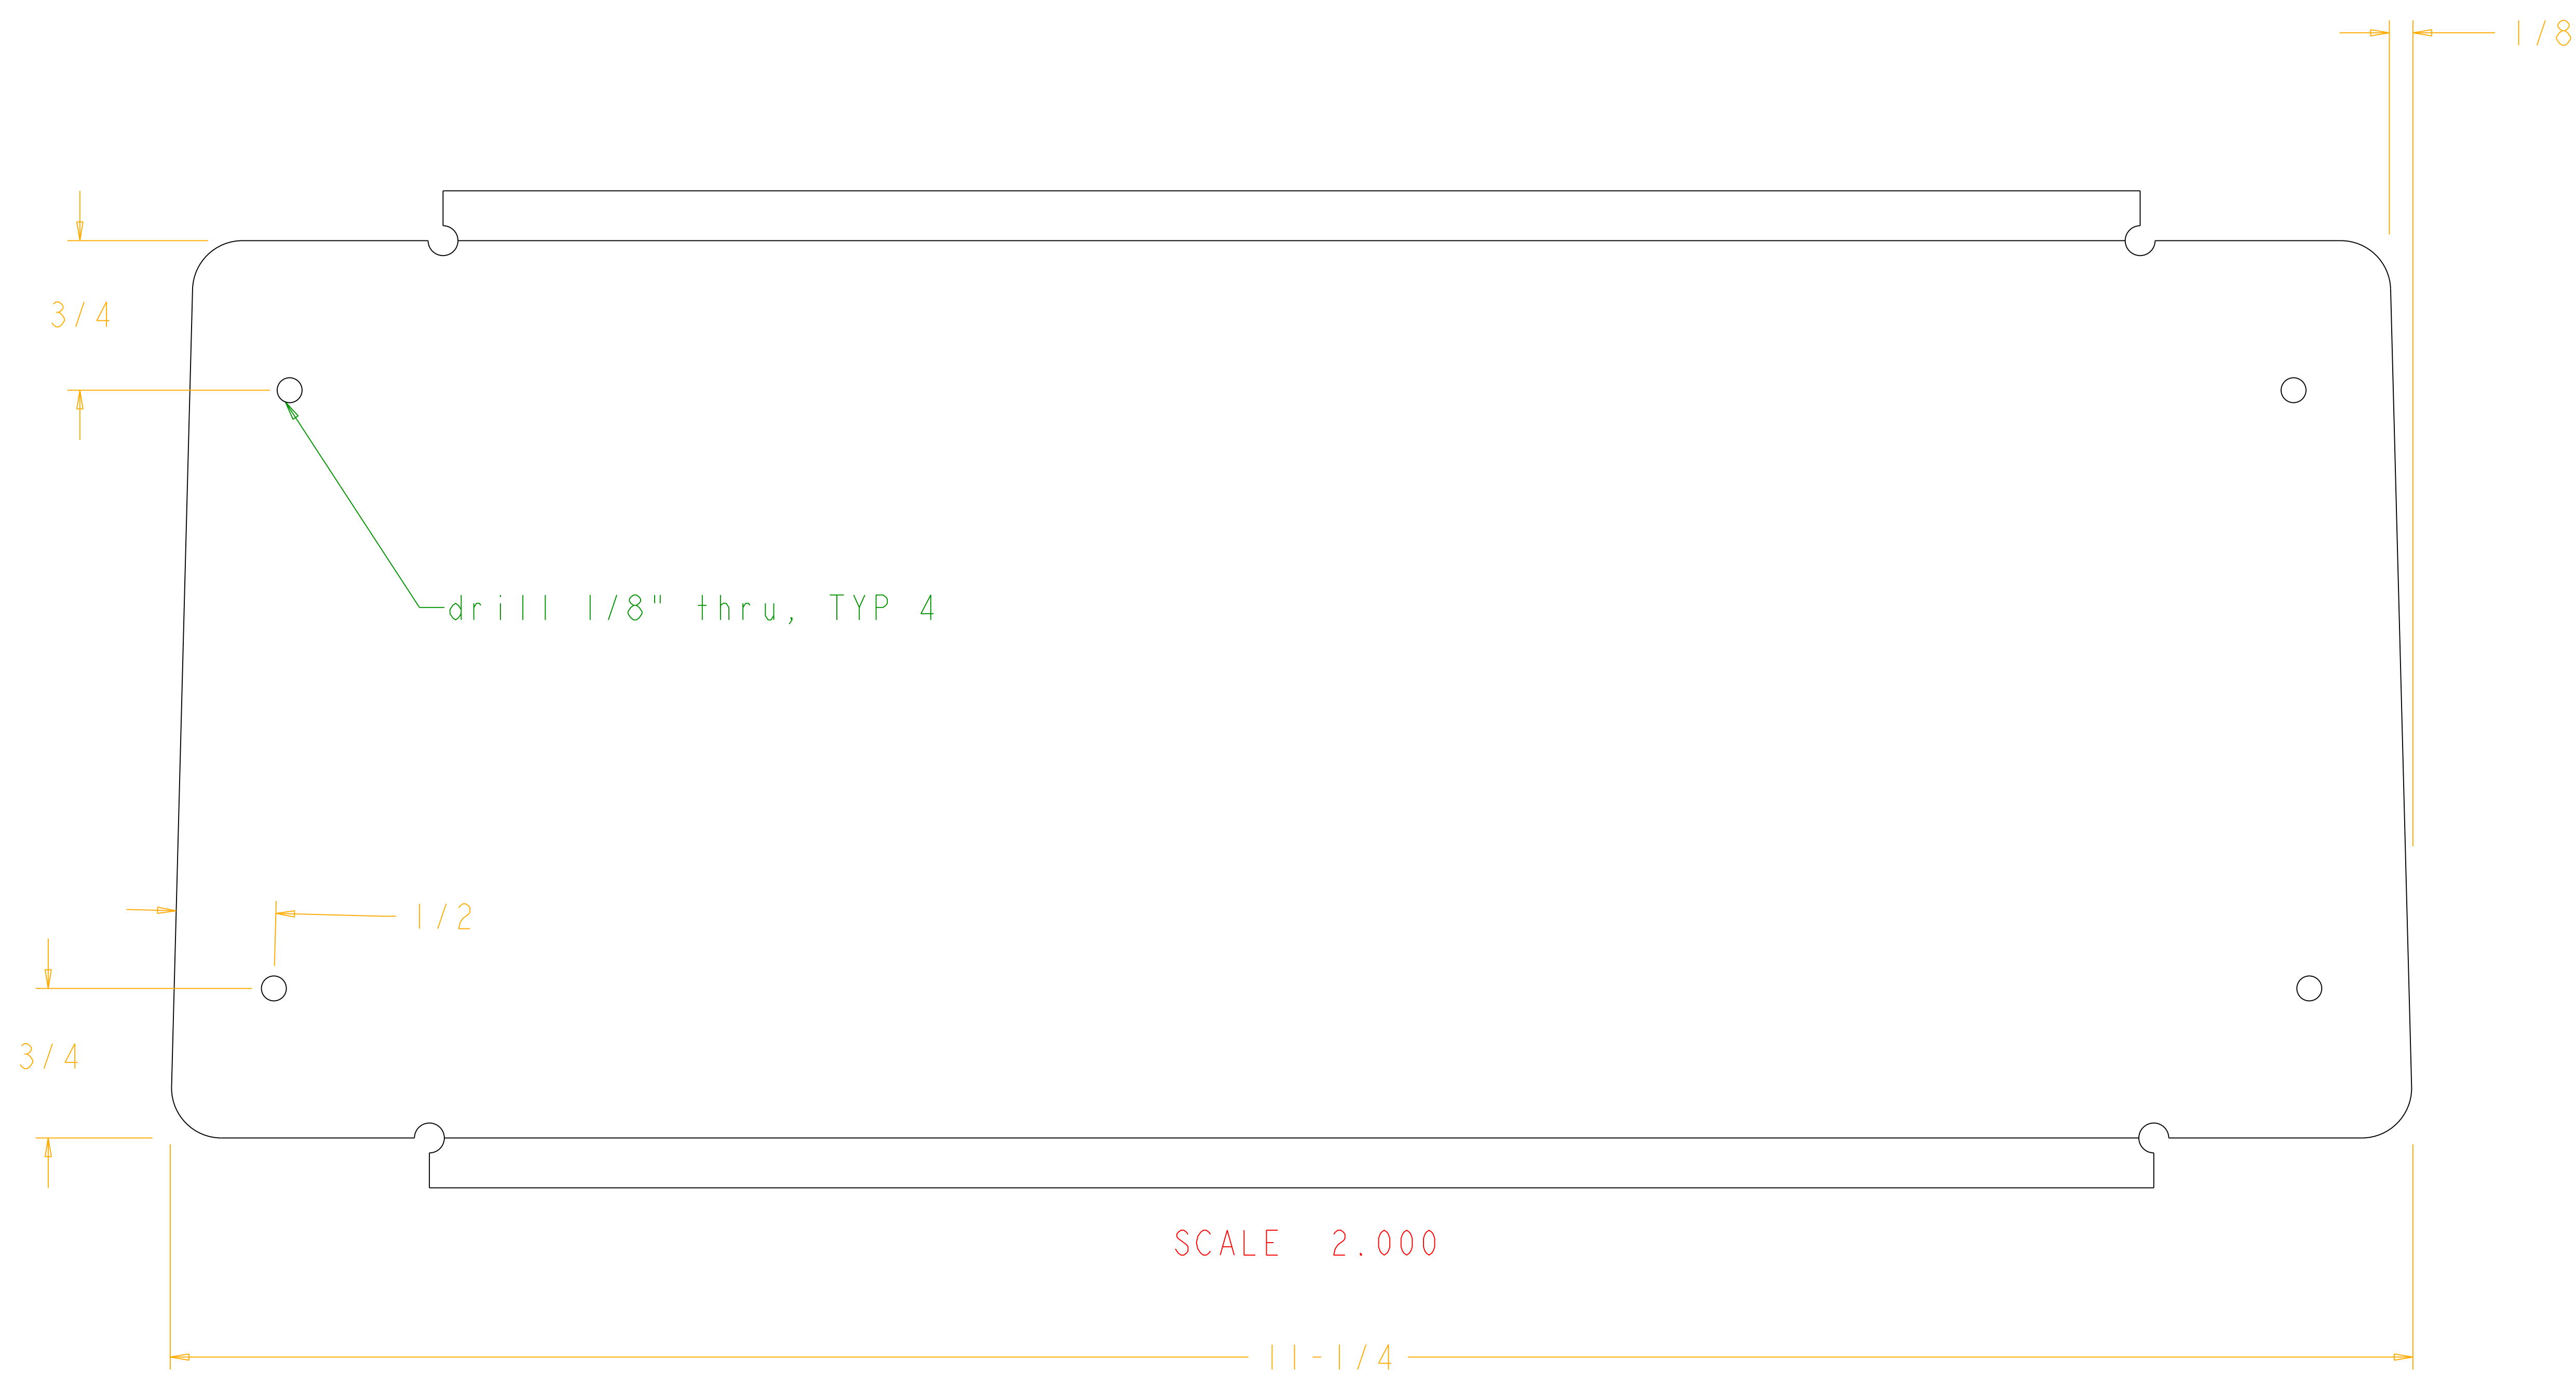 1/8
3/4
drill 1/8" thru, TYP 4
1/2
3/4
SCALE 2.000
11-1/4